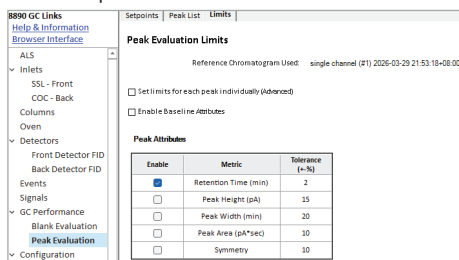 8890 GC Links
Help & Information
Browser Interface
ALS
Inlets
SSL - Front
COC - Back
Columns
Oven
Detectors
Front Detector FID
Back Detector FID
Events
Signals
GC Performance
Blank Evaluation
Peak Evaluation
Configuration
Setpoints Peak List Limits
Peak Evaluation Limits
Reference Chromatogram Used: single channel (#1) 2026-03-29 21:53:18+08:00
Set limits for each peak individually (Advanced)
Enable Baseline Attributes
Peak Attributes
Enable Metric Tolerance (+-%)
Retention Time (min) 2
Peak Height (pA) 15
Peak Width (min) 20
Peak Area (pA*sec) 10
Symmetry 10